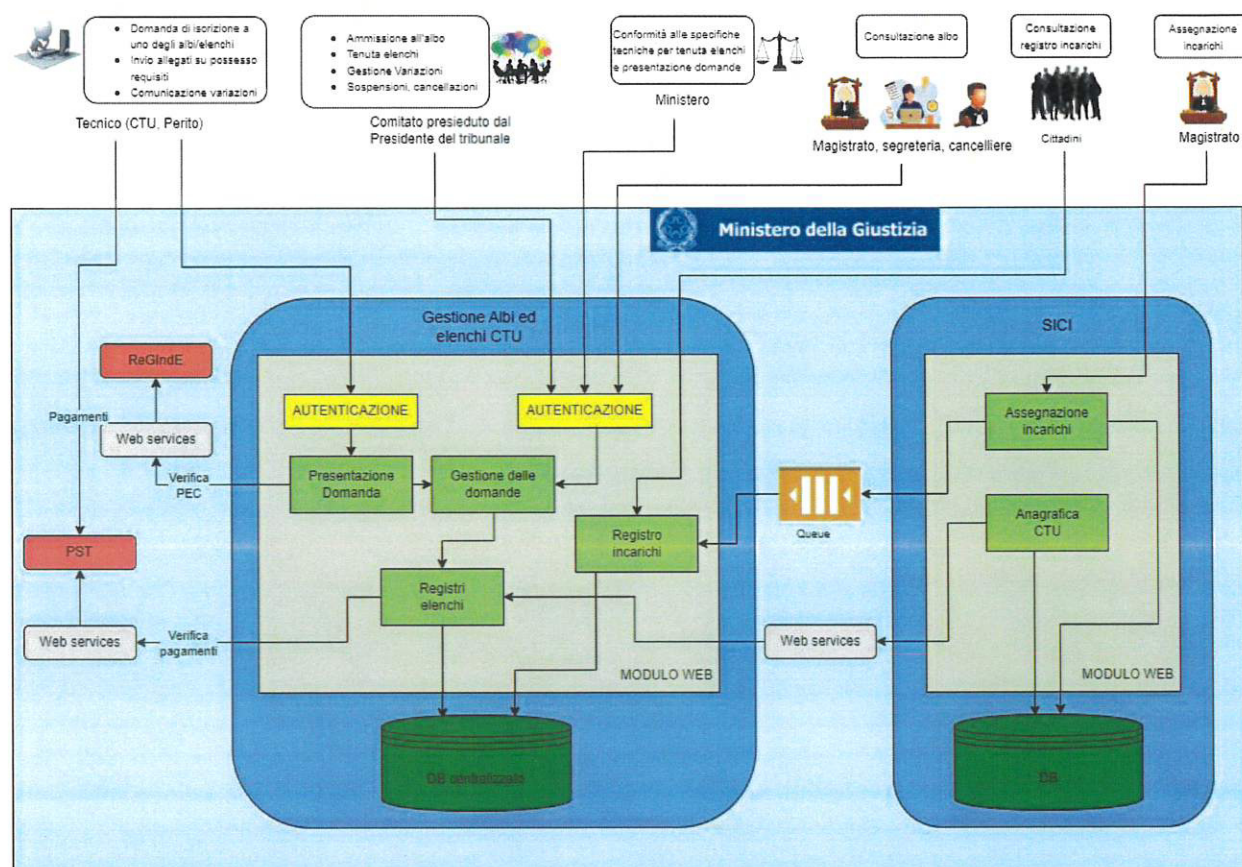 Domanda di isorizione a
uno degli albi/elenchi
Invio allegati su possesso
requisiti
Comunicazione variazioni
Tecnico (CTU, Perito)
Ammissione all'albo
Tenuta elenchi
Gestione Variazioni
Sospensioni, cancellazioni
Comitato presieduto dal
Presidente del tribunale
Conformità alle specifiche
tecniche per tenuta elenchi
e presentazione domande
Ministero
Consultazione albo
Magistrato, segreteria, cancelliere
Consultazione
registro incarichi
Cittadini
Assegnazione
incarichi
Magistrato
Ministero della Giustizia
Gestione Albi ed
elenchi CTU
SICI
ReGIndE
Pagamenti
Web services
Verifica
PEC
AUTENTICAZIONE
AUTENTICAZIONE
Presentazione
Domanda
Gestione delle
domande
Registro
incarichi
Registri
elenchi
PST
Web services
Verifica
pagamenti
MODULO WEB
DB centralizzato
Queue
Web services
Assegnazione
incarichi
Anagrafica
CTU
MODULO WEB
DB